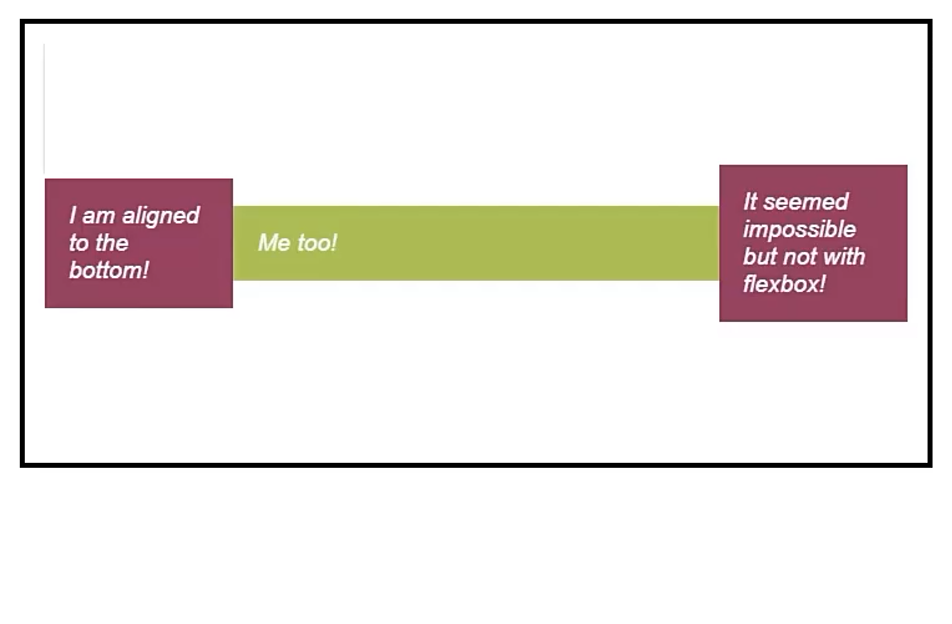 I am aligned
to the
bottom!
Me too!
It seemed
impossible
but not with
flexbox!